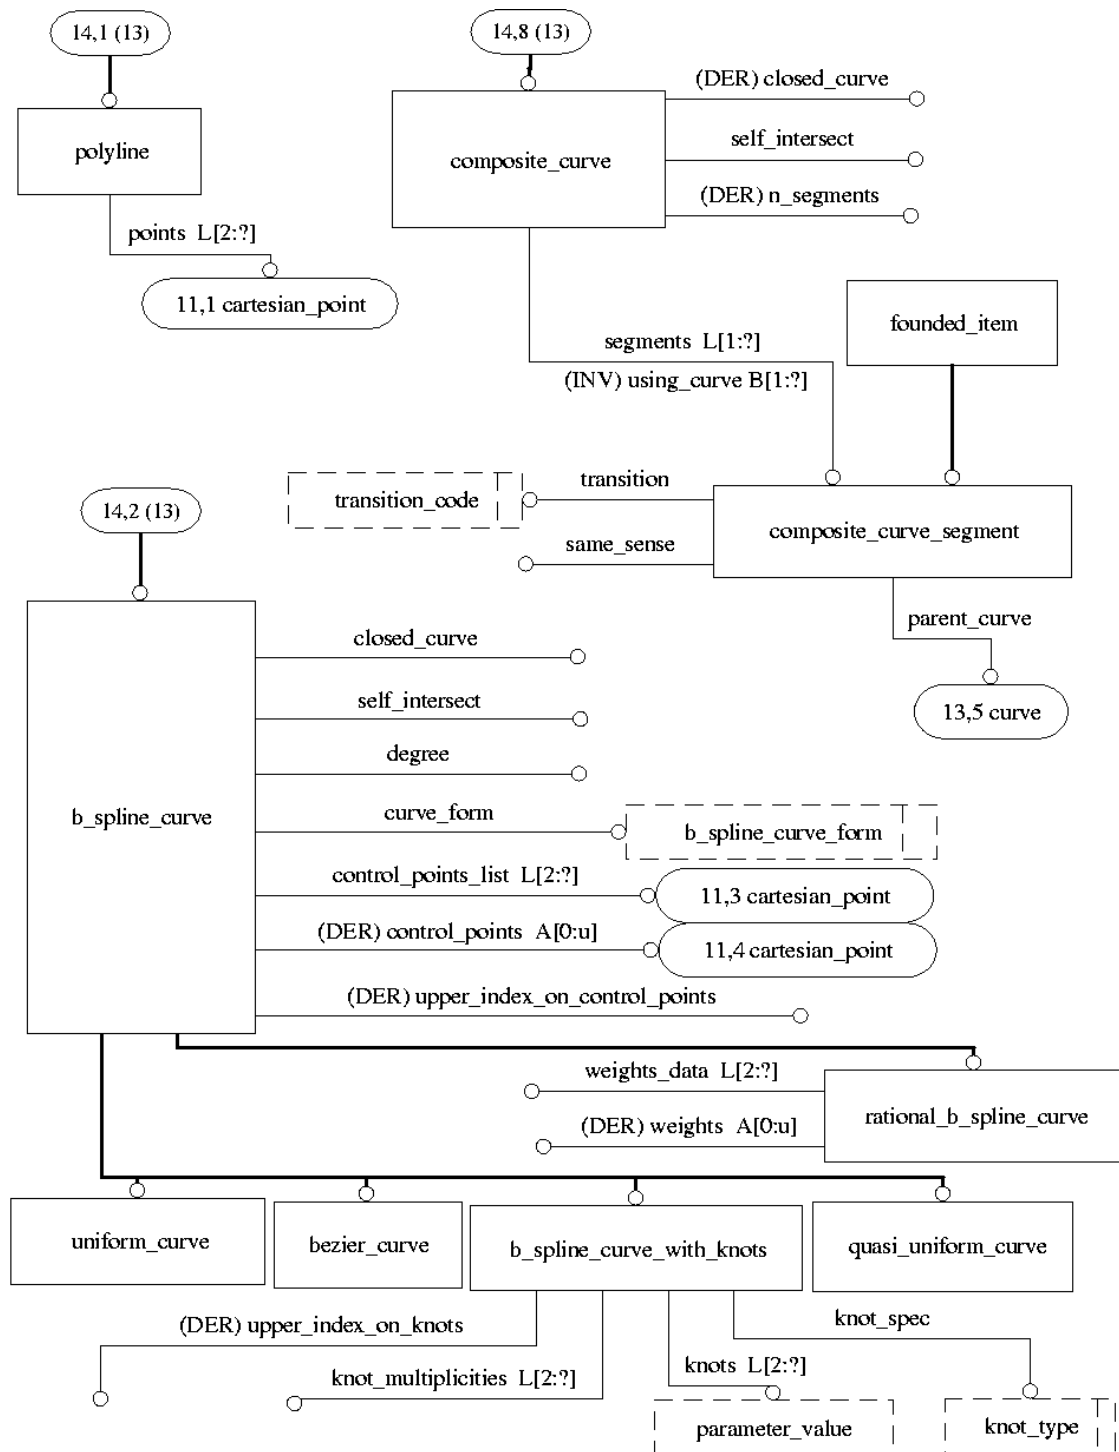 14,1 (13)
polyline
points L[2:?]
11,1 cartesian_point
14,8 (13)
composite_curve
(DER) closed_curve
self_intersect
(DER) n_segments
segments L[1:?]
(INV) using_curve B[1:?]
founded_item
transition
transition_code
same_sense
composite_curve_segment
parent_curve
13,5 curve
14,2 (13)
b_spline_curve
closed_curve
self_intersect
degree
curve_form
b_spline_curve_form
control_points_list L[2:?]
11,3 cartesian_point
(DER) control_points A[0:u]
11,4 cartesian_point
(DER) upper_index_on_control_points
weights_data L[2:?]
(DER) weights A[0:u]
rational_b_spline_curve
uniform_curve
bezier_curve
b_spline_curve_with_knots
quasi_uniform_curve
(DER) upper_index_on_knots
knot_multiplicities L[2:?]
knots L[2:?]
knot_spec
parameter_value
knot_type